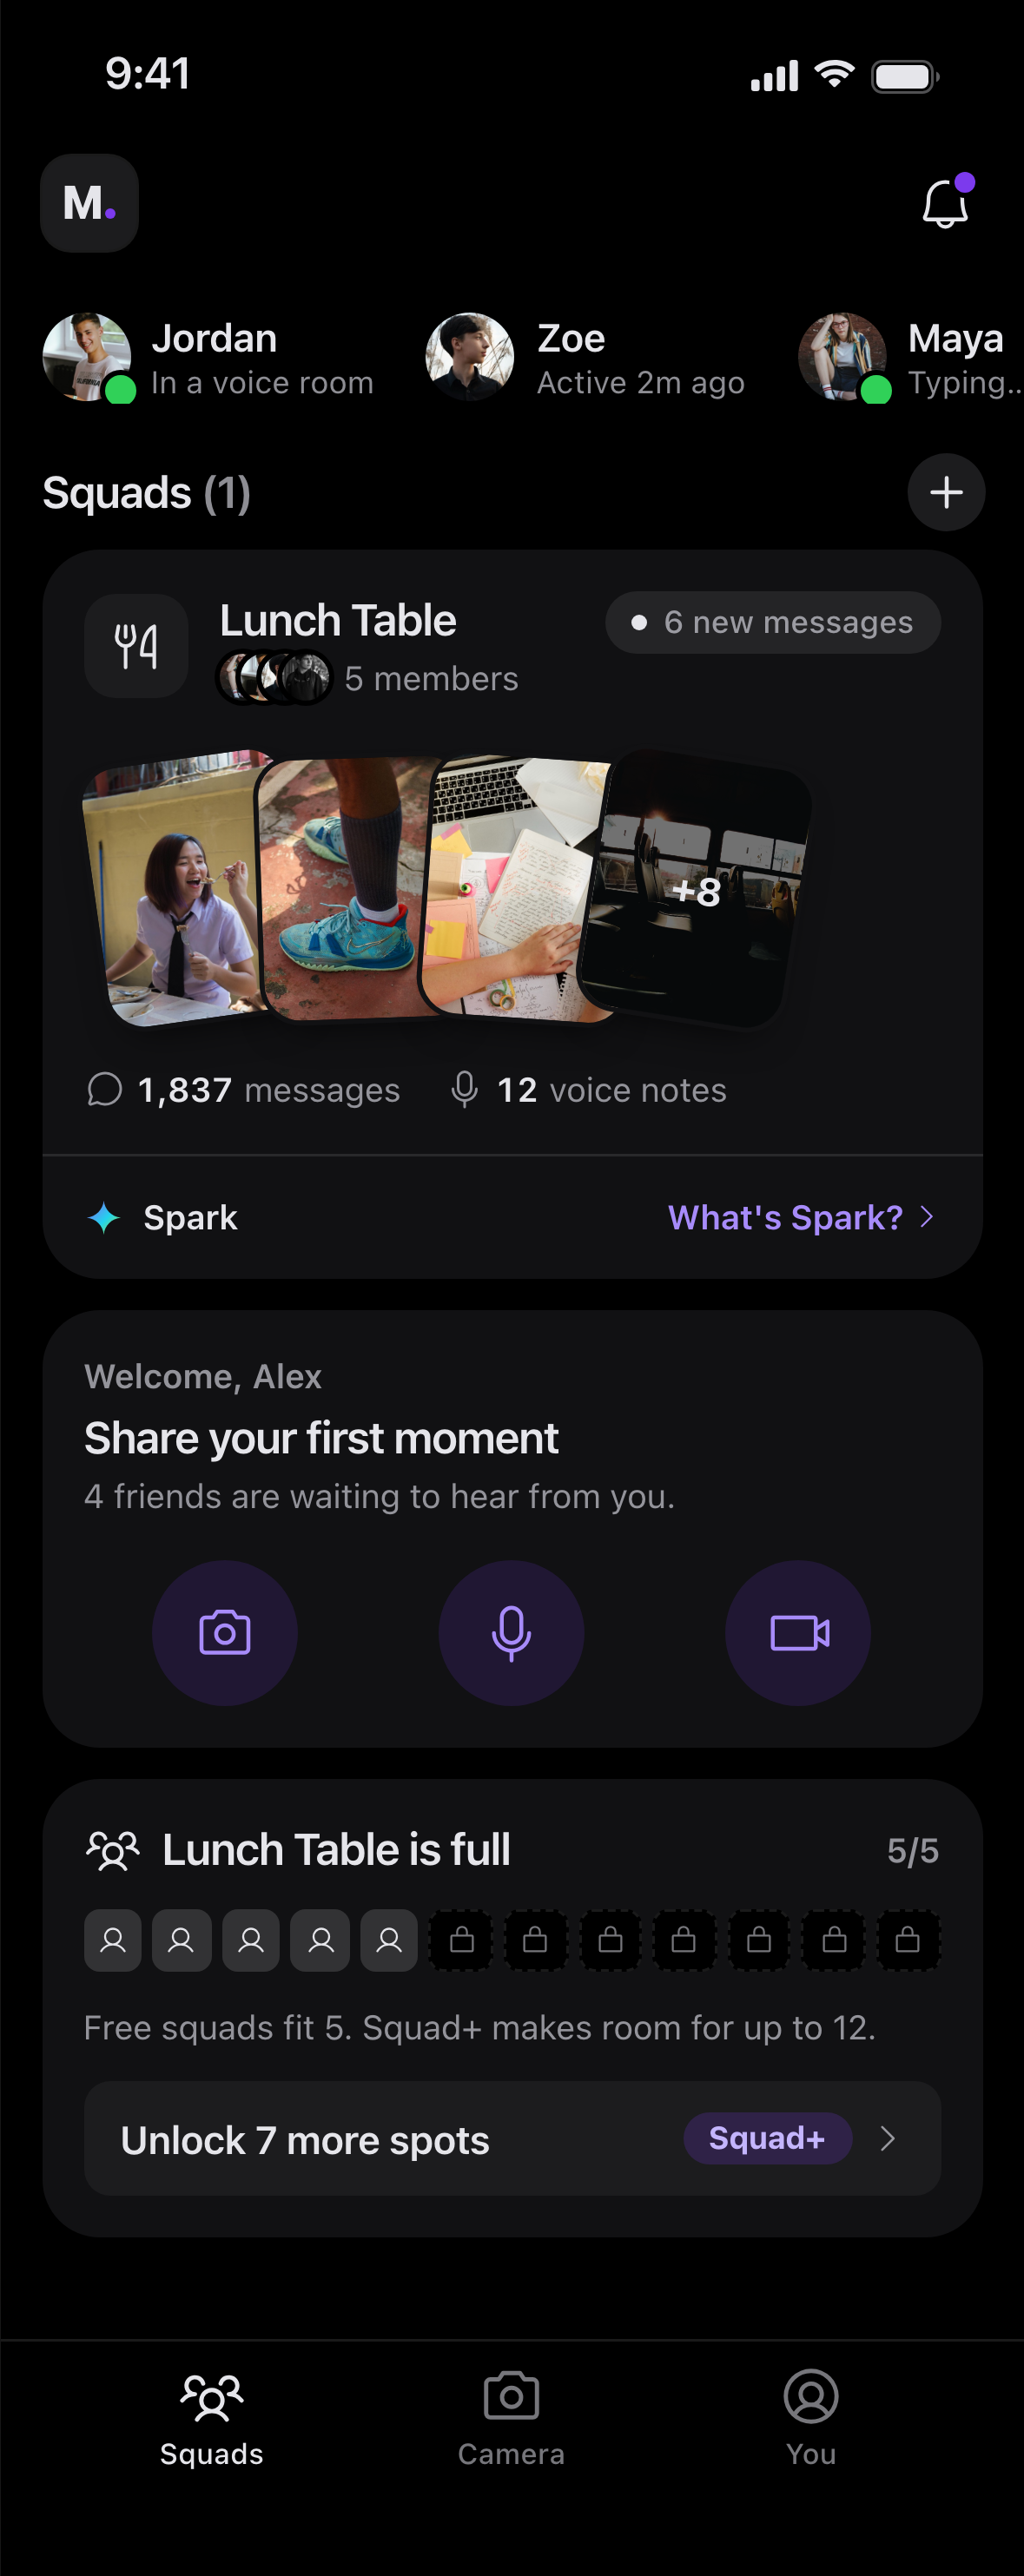 9:41
M.
Jordan
In a voice room
Zoe
Active 2m ago
Maya
Typing..
Squads (1)
Lunch Table
6 new messages
5 members
+8
1,837 messages
12 voice notes
Spark
What's Spark?
Welcome, Alex
Share your first moment
4 friends are waiting to hear from you.
Lunch Table is full
5/5
Free squads fit 5. Squad+ makes room for up to 12.
Unlock 7 more spots
Squad+
Squads
Camera
You